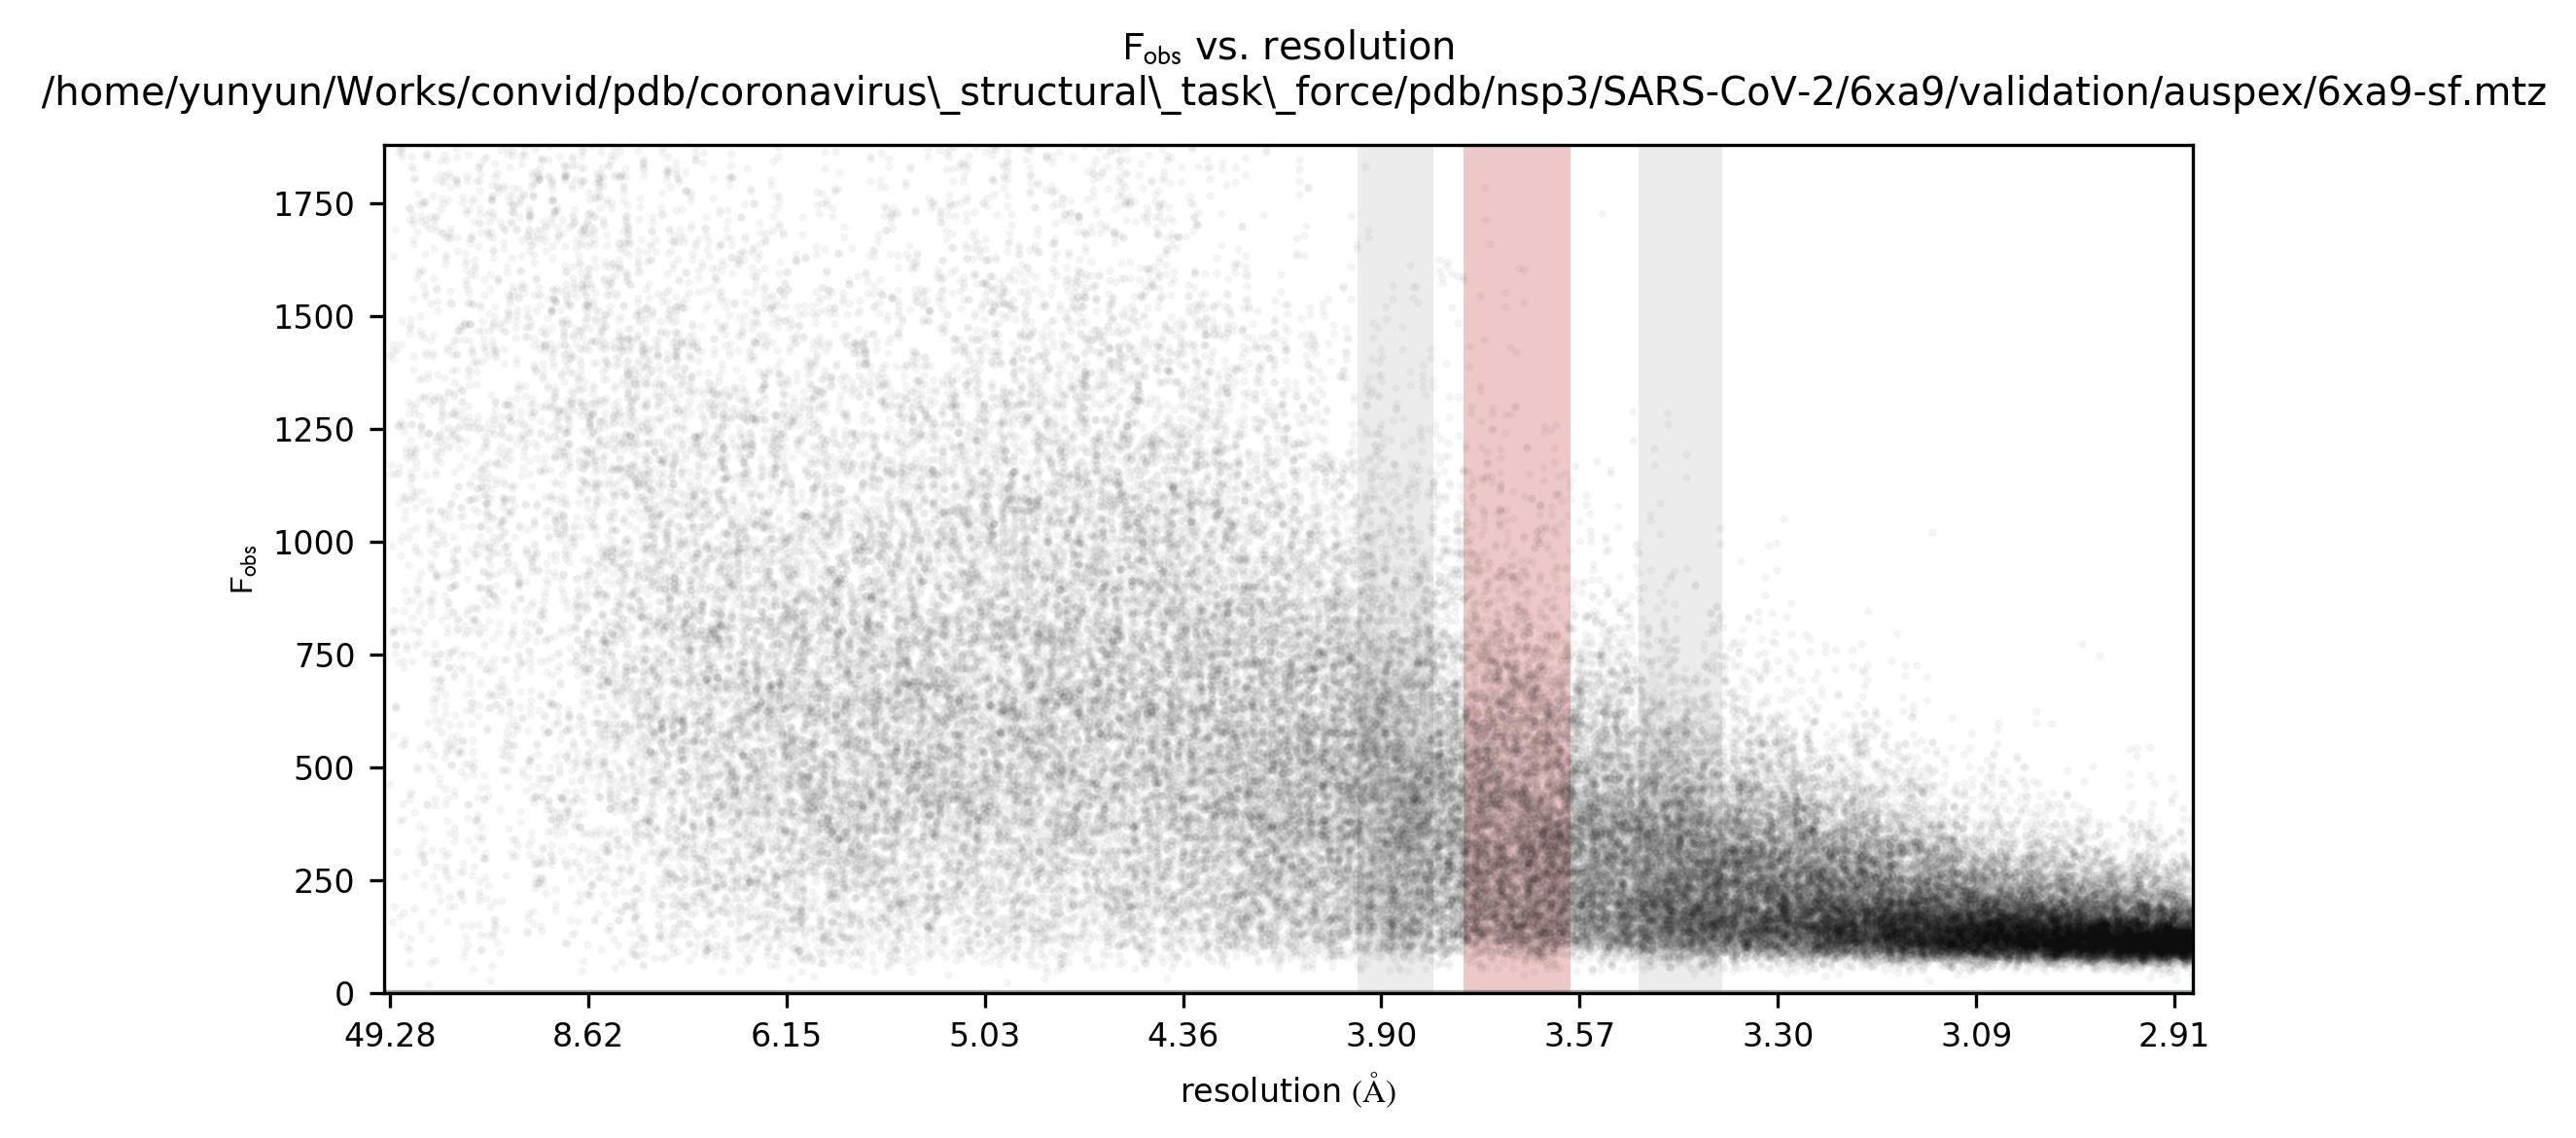 Fobs vs. resolution
/home/yunyun/Works/convid/pdb/coronavirus\_structural\_task\_force/pdb/nsp3/SARS-CoV-2/6xa9/validation/auspex/6xa9-sf.mtz
Fobs
1750
1500
1250
1000
750
500
250
0
49.28 8.62 6.15 5.03 4.36 3.90 3.57 3.30 3.09 2.91
resolution (Å)